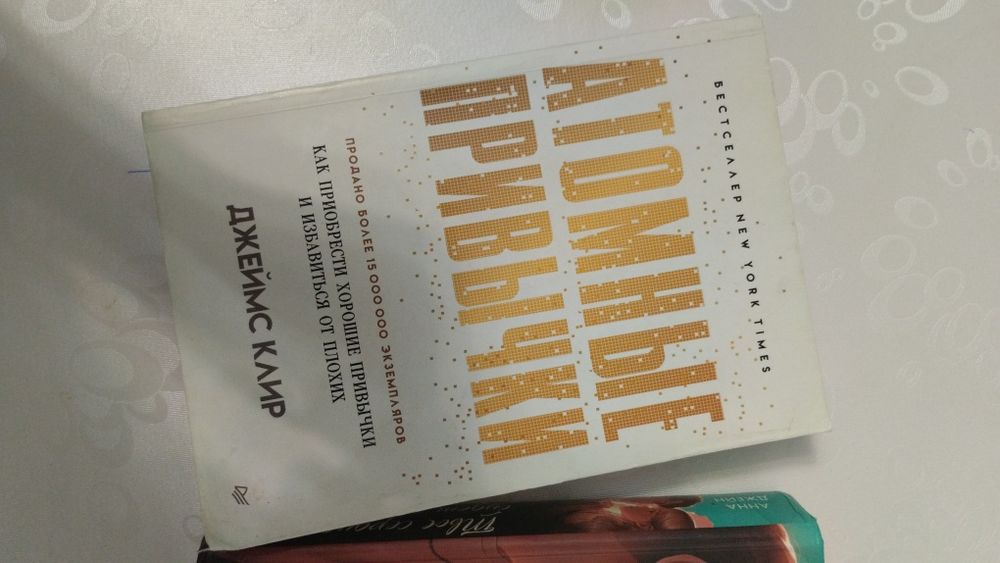 БЕСТСЕЛЛЕР NEW YORK TIMES
АТОМНЫЕ
ПРИВЫЧКИ
ПРОДАНО БОЛЕЕ 15 000 000 ЭКЗЕМПЛЯРОВ
КАК ПРИОБРЕСТИ ХОРОШИЕ ПРИВЫЧКИ
И ИЗБАВИТЬСЯ ОТ ПЛОХИХ
ДЖЕЙМС КЛИР
АННА
ДЖЕЙН